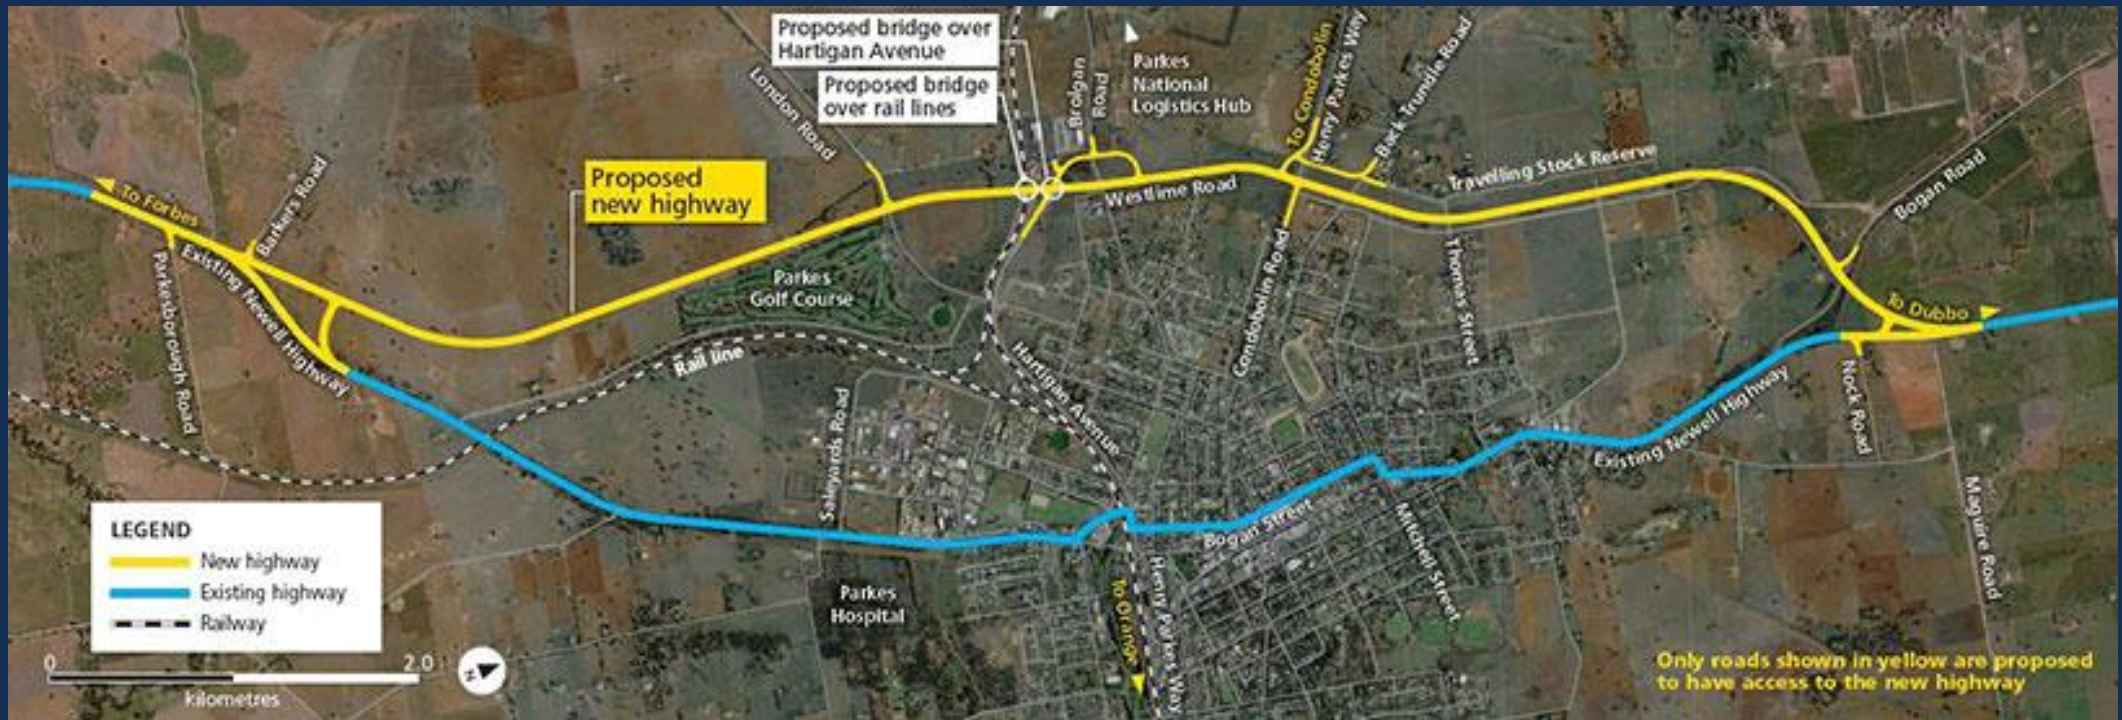 Proposed bridge over
Hartigan Avenue
Proposed bridge
over rail lines
London Road
Brolgan
Road
Parkes
National
Logistics Hub
To Condobolin
Henry Parkes Way
Back Trundle Road
Travelling Stock Reserve
Bogan Road
Proposed
new highway
Westlime Road
To Forbes
Barkers Road
Existing Newell Highway
Parkesborough Road
Parkes
Golf Course
Rail line
Condobolin Road
Thomas Street
To Dubbo
Nock Road
Maguire Road
Existing Newell Highway
Hartigan Avenue
Saleyards Road
Bogan Street
Mitchell Street
Parkes
Hospital
To Orange
Henry Parkes Way
LEGEND
New highway
Existing highway
Railway
0 2.0
kilometres
N
Only roads shown in yellow are proposed
to have access to the new highway